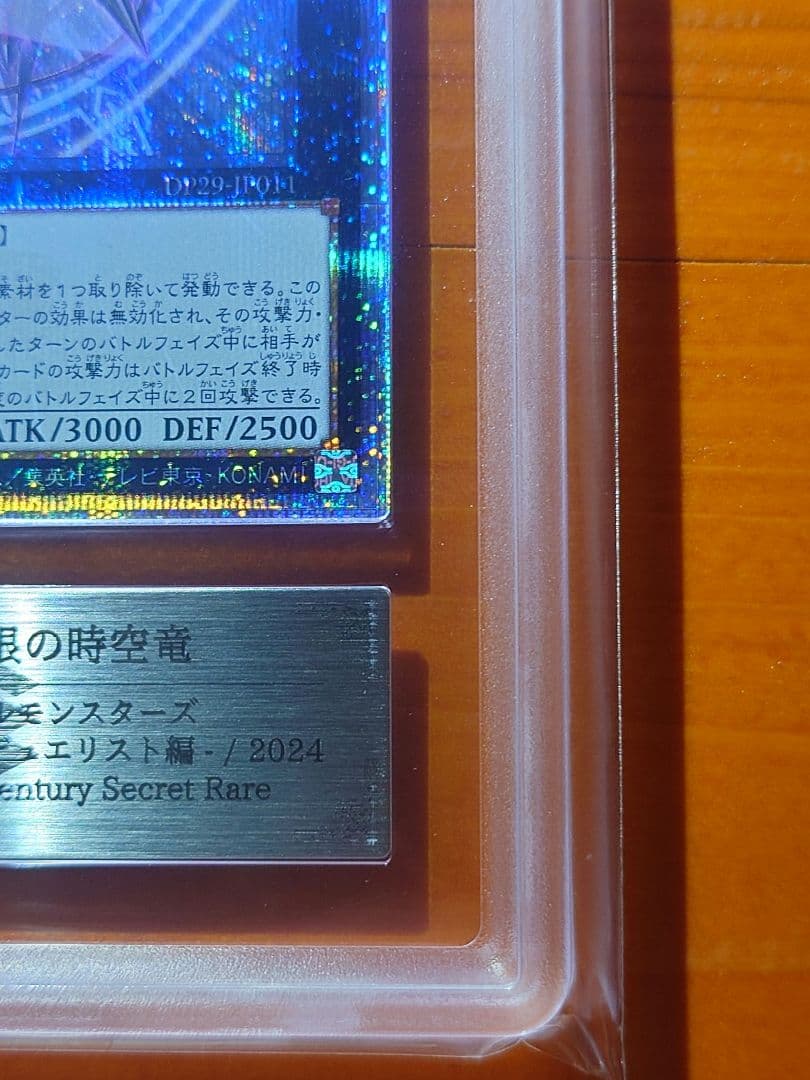 DP29-JP011
】
素材を１つ取り除いて発動できる。この
ターの効果は無効化され、その攻撃力・
したターンのバトルフェイズ中に相手が
カードの攻撃力はバトルフェイズ終了時
度のバトルフェイズ中に２回攻撃できる。
ATK/3000 DEF/2500
／集英社・テレビ東京・KONAMI
眼の時空竜
ルモンスターズ
デュエリスト編 - / 2024
entury Secret Rare